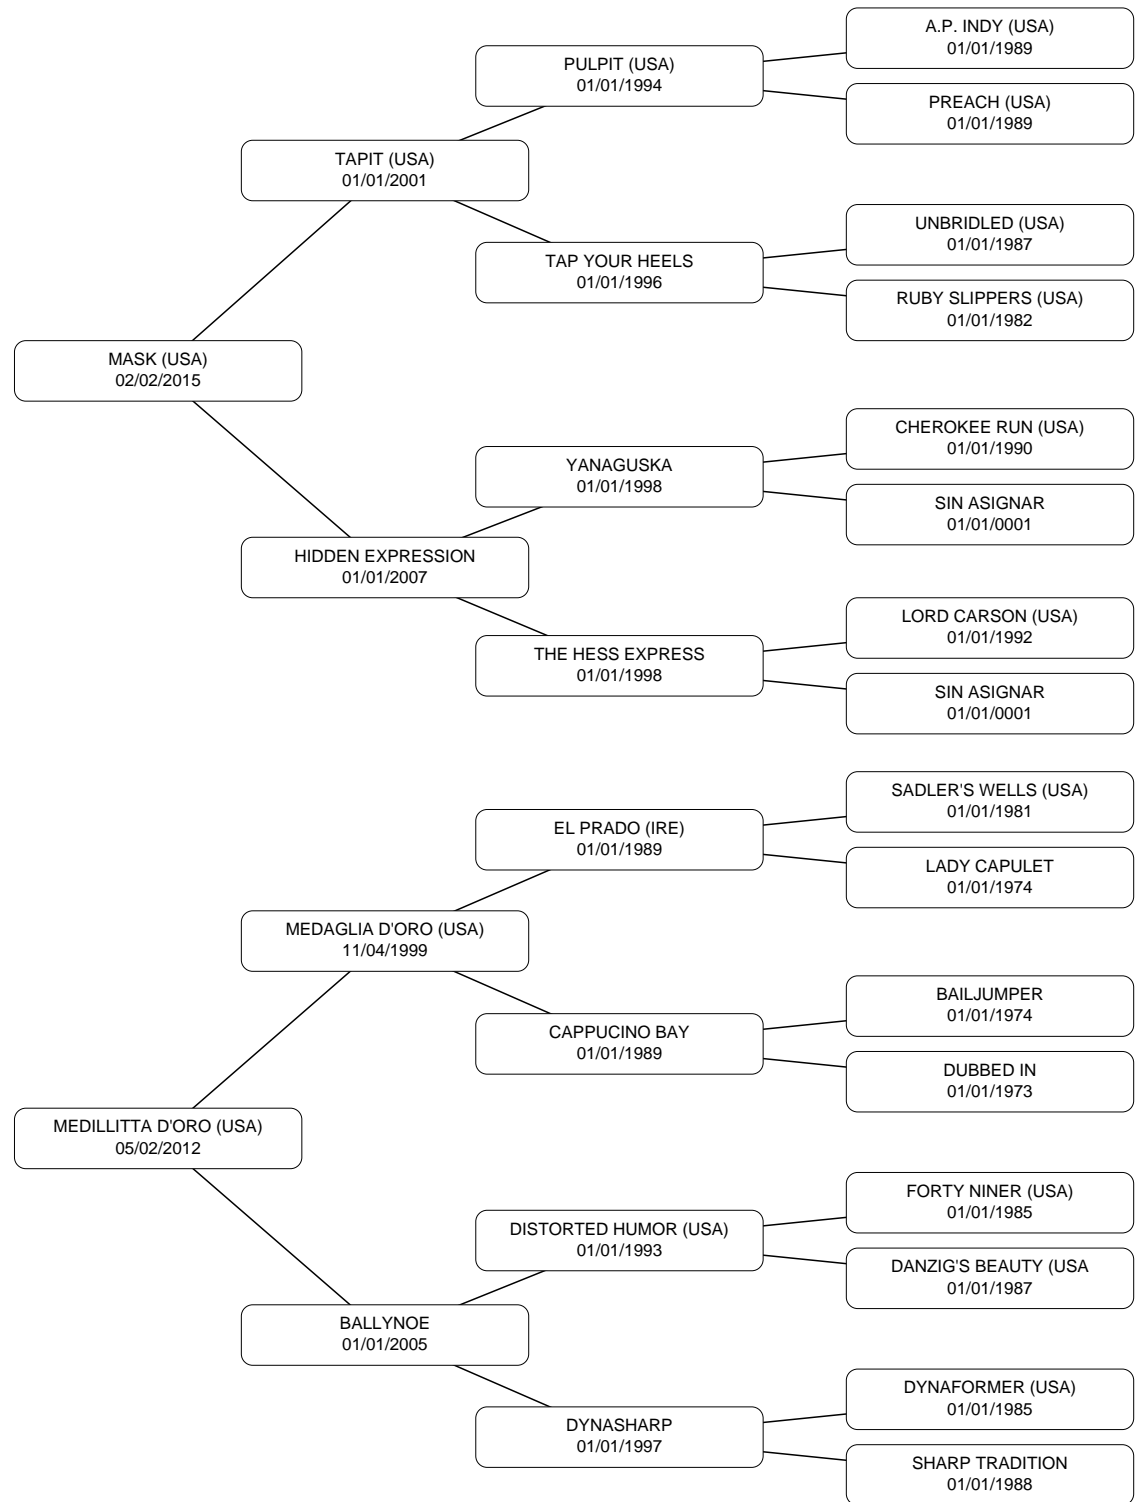 A.P. INDY (USA)
01/01/1989
PULPIT (USA)
01/01/1994
PREACH (USA)
01/01/1989
TAPIT (USA)
01/01/2001
UNBRIDLED (USA)
01/01/1987
TAP YOUR HEELS
01/01/1996
RUBY SLIPPERS (USA)
01/01/1982
MASK (USA)
02/02/2015
CHEROKEE RUN (USA)
01/01/1990
YANAGUSKA
01/01/1998
SIN ASIGNAR
01/01/0001
HIDDEN EXPRESSION
01/01/2007
LORD CARSON (USA)
01/01/1992
THE HESS EXPRESS
01/01/1998
SIN ASIGNAR
01/01/0001
SADLER'S WELLS (USA)
01/01/1981
EL PRADO (IRE)
01/01/1989
LADY CAPULET
01/01/1974
MEDAGLIA D'ORO (USA)
11/04/1999
BAILJUMPER
01/01/1974
CAPPUCINO BAY
01/01/1989
DUBBED IN
01/01/1973
MEDILLITTA D'ORO (USA)
05/02/2012
FORTY NINER (USA)
01/01/1985
DISTORTED HUMOR (USA)
01/01/1993
DANZIG'S BEAUTY (USA
01/01/1987
BALLYNOE
01/01/2005
DYNAFORMER (USA)
01/01/1985
DYNASHARP
01/01/1997
SHARP TRADITION
01/01/1988